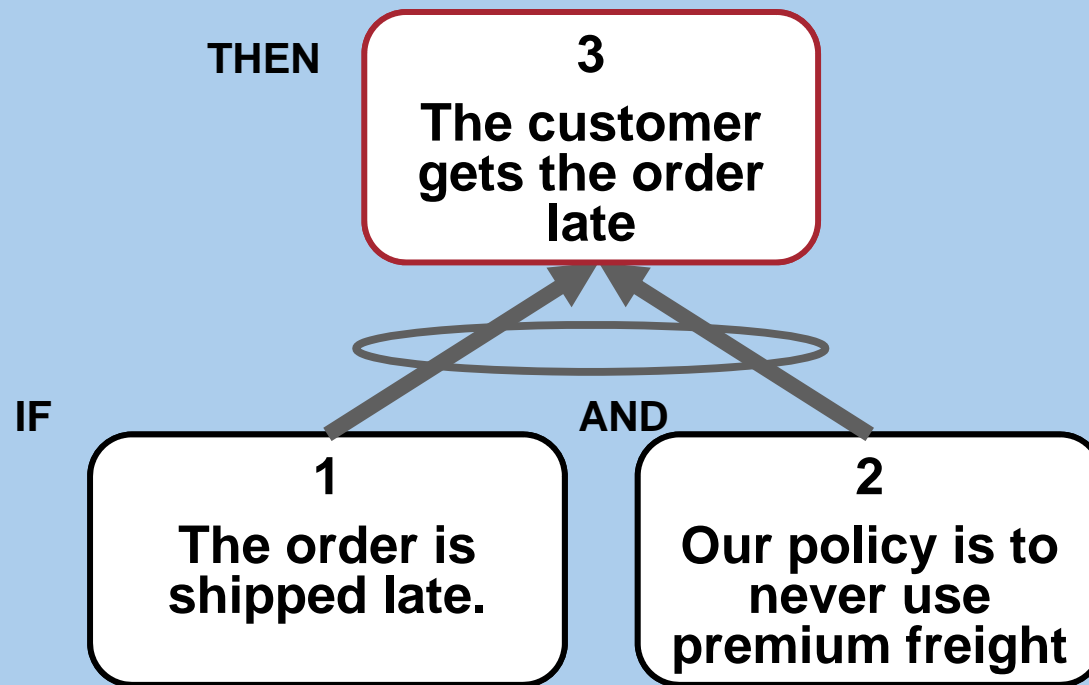 THEN
3
The customer
gets the order
late
IF
AND
1
The order is
shipped late.
2
Our policy is to
never use
premium freight